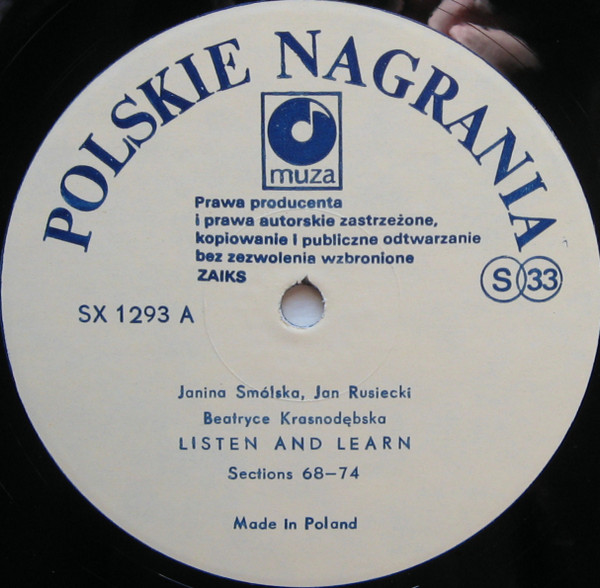 POLSKIE NAGRANIA
muza
Prawa producenta
i prawa autorskie zastrzeżone,
kopiowanie i publiczne odtwarzanie
bez zezwolenia wzbronione
ZAIKS
S 33
SX 1293 A
Janina Smólska, Jan Rusiecki
Beatryce Krasnodębska
LISTEN AND LEARN
Sections 68–74
Made In Poland